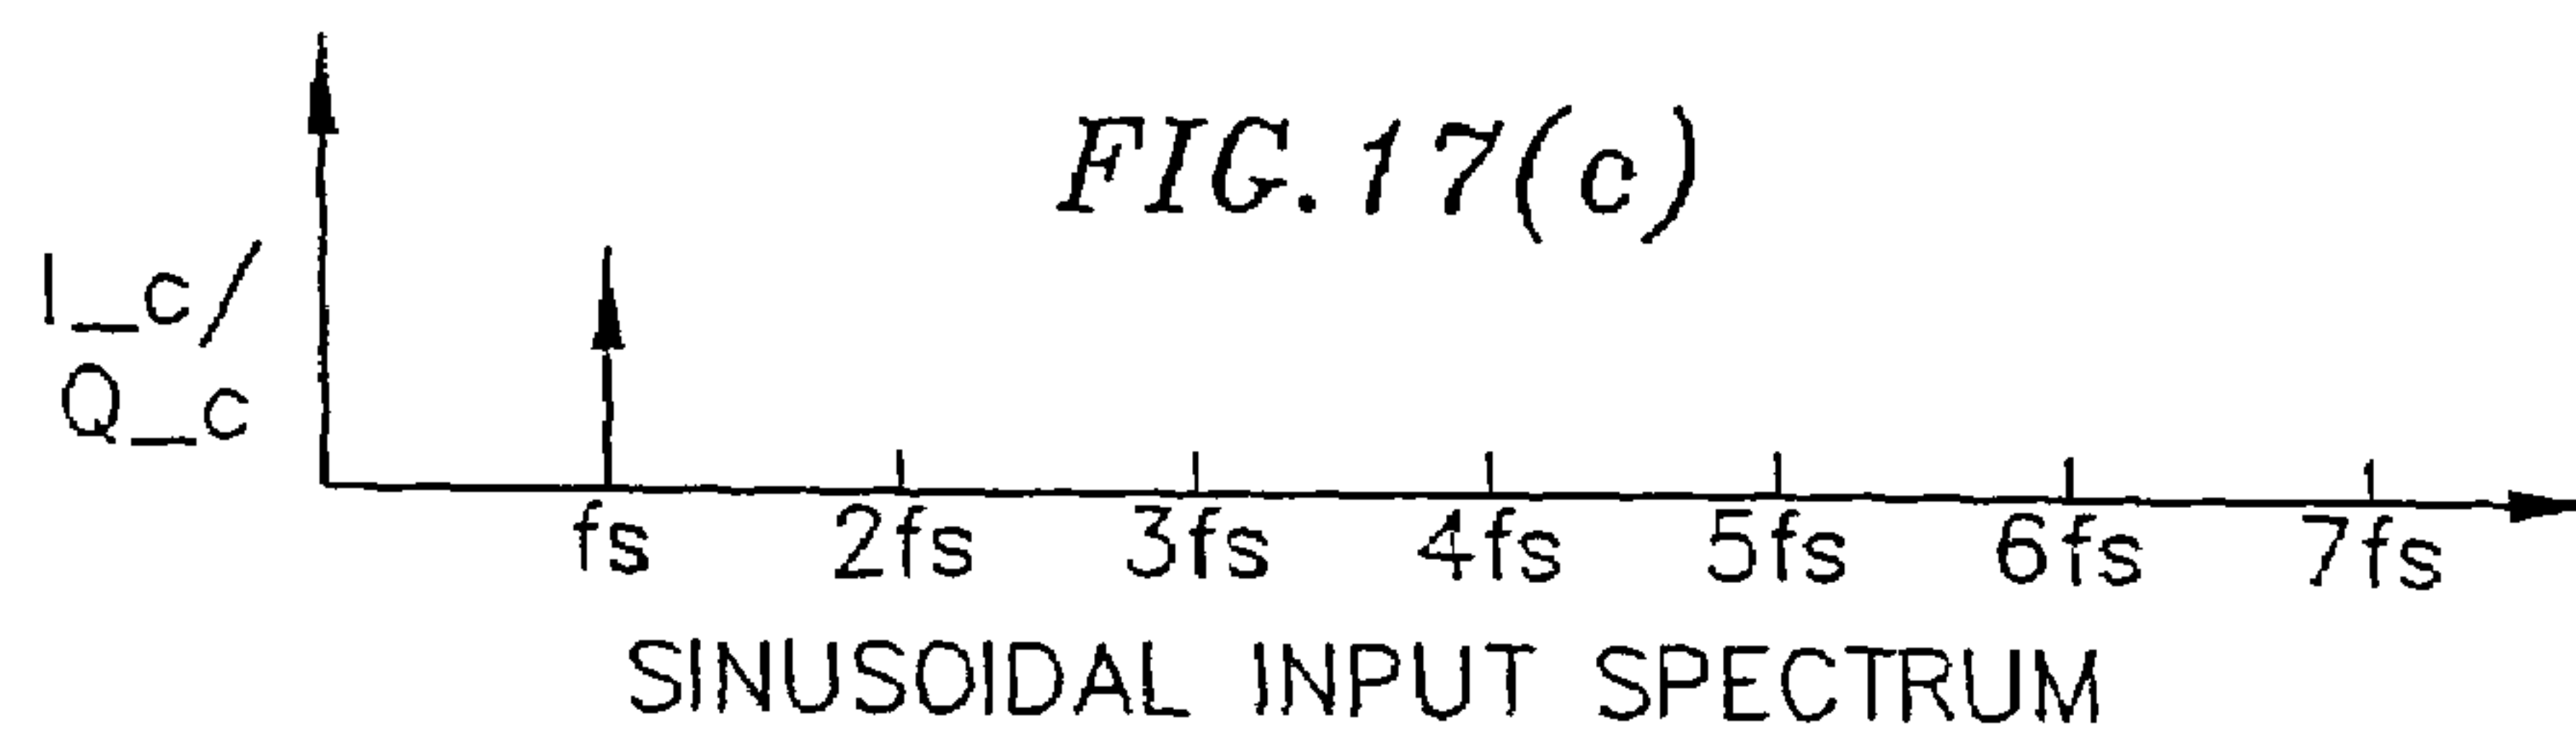 FIG.17(c)
I_c/
Q_c
fs 2fs 3fs 4fs 5fs 6fs 7fs
SINUSOIDAL INPUT SPECTRUM